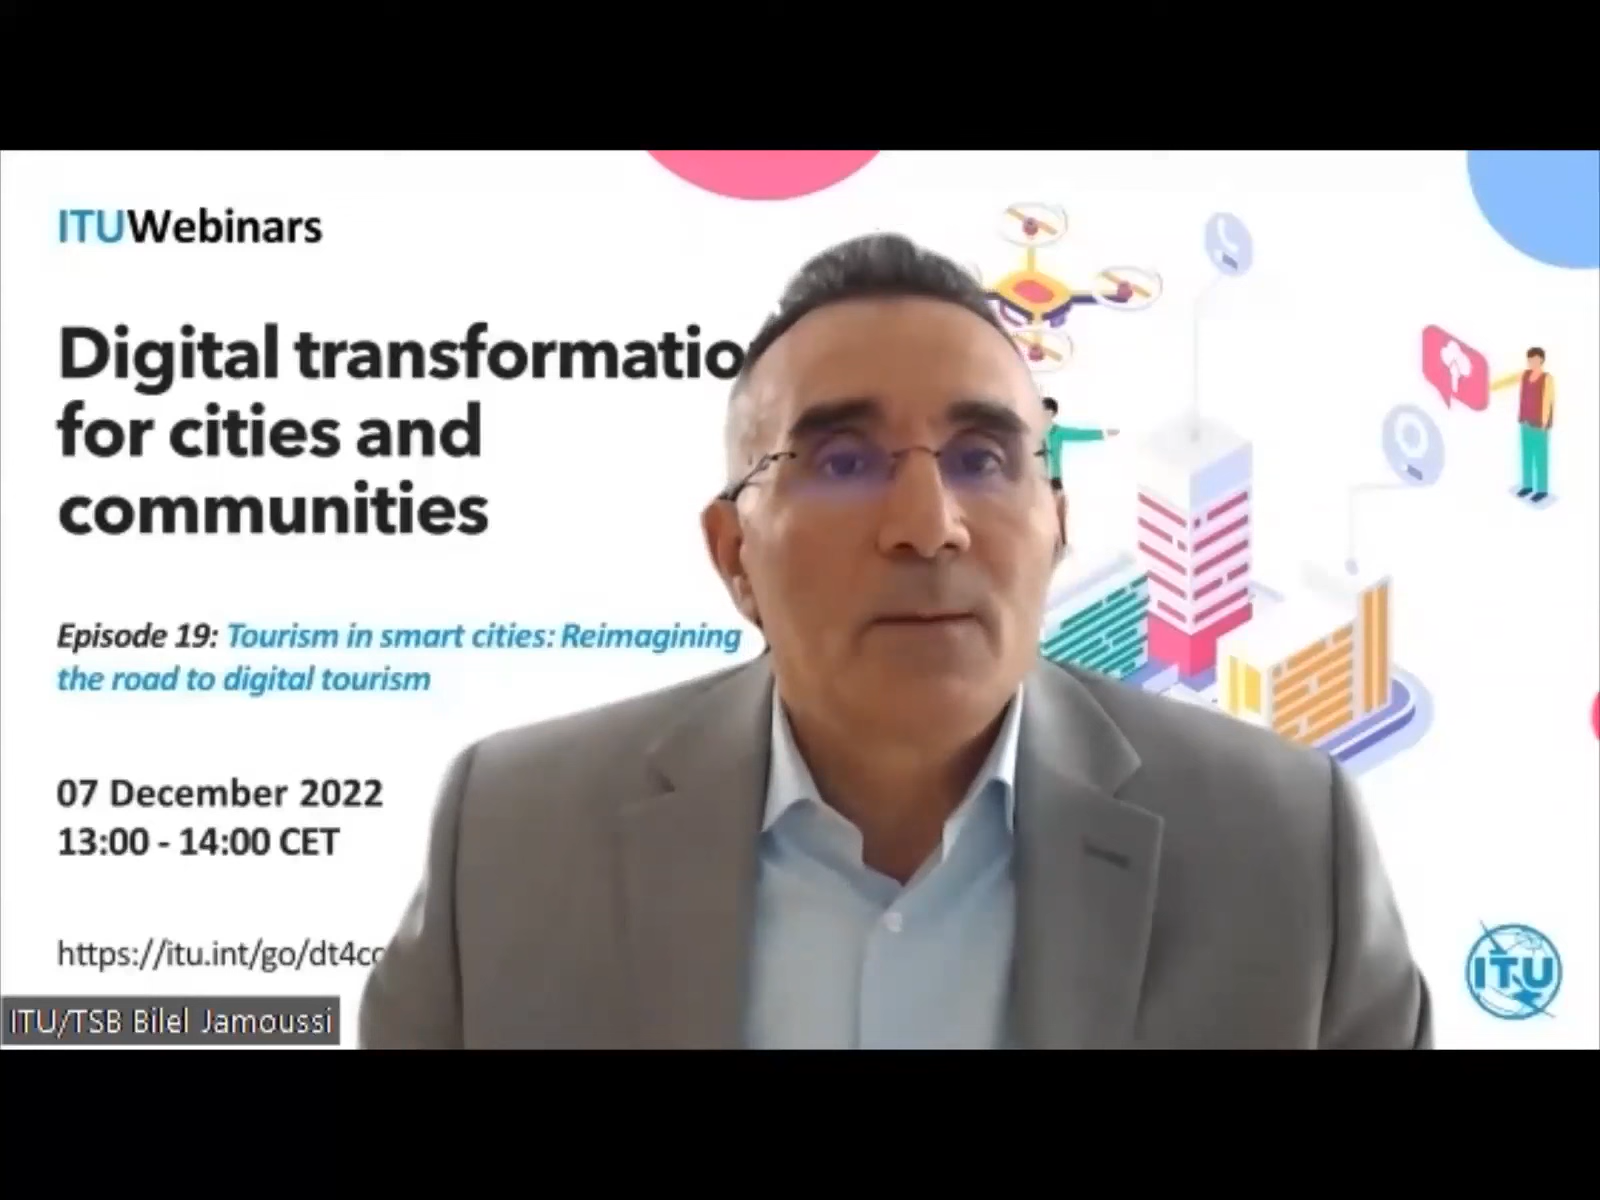 ITUWebinars
Digital transformatio
for cities and
communities
Episode 19: Tourism in smart cities: Reimagining
the road to digital tourism
07 December 2022
13:00 - 14:00 CET
https://itu.int/go/dt4cc
ITU/TSB Bilel Jamoussi
ITU